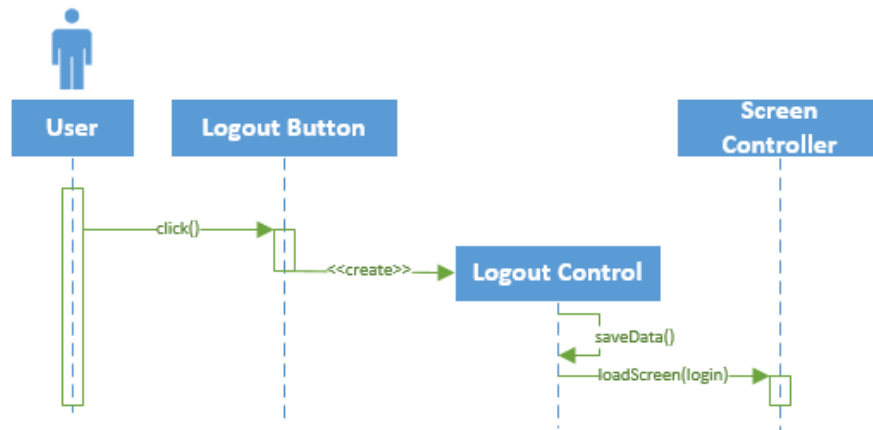 User
Logout Button
Screen
Controller
click()
<<create>>
Logout Control
saveData()
loadScreen(login)